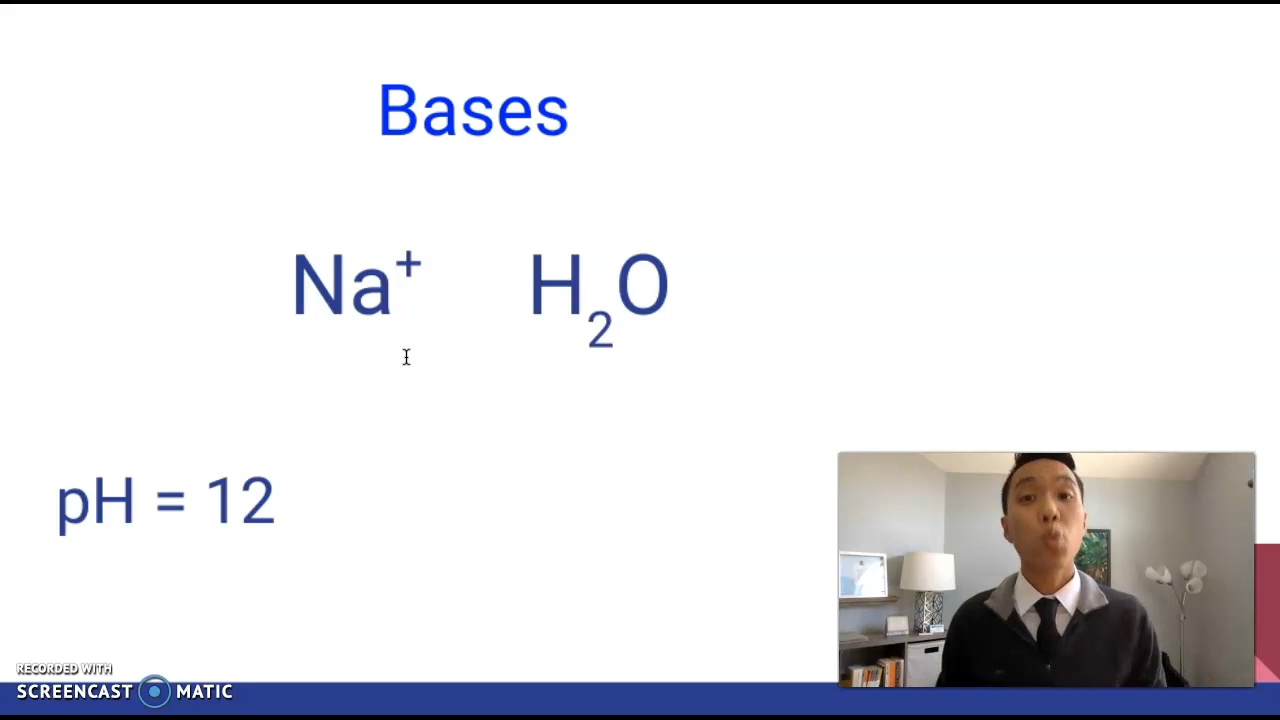 Bases
Na⁺ H₂O
pH = 12
RECORDED WITH
SCREENCAST MATIC